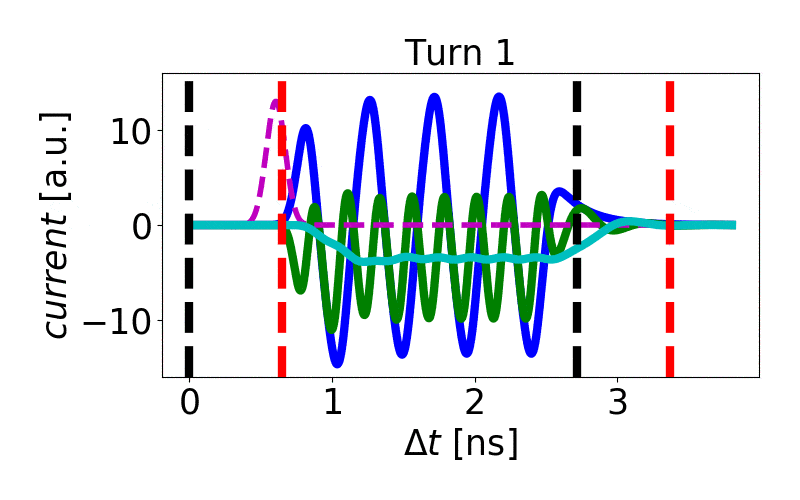 Turn 1
current [a.u.]
10
0
−10
0 1 2 3
Δt [ns]